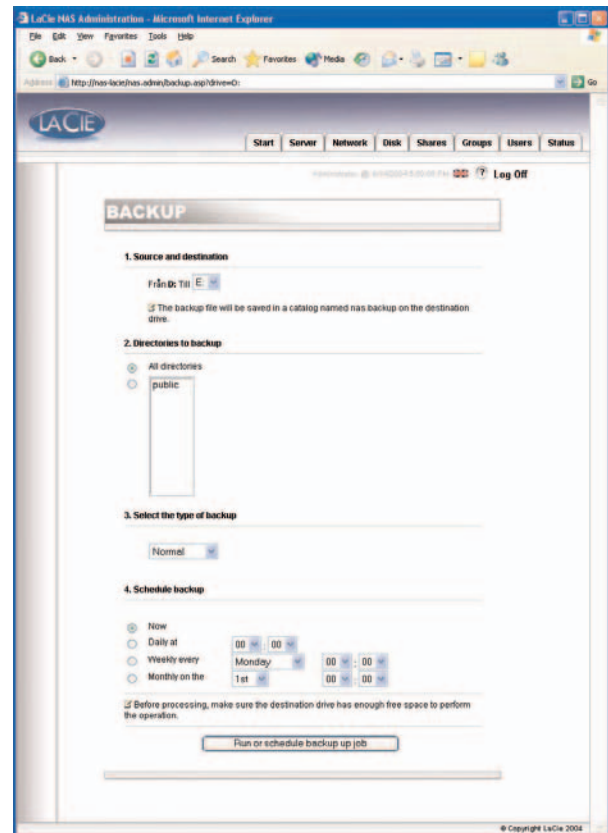 LaCie NAS Administration - Microsoft Internet Explorer
File Edit View Favorites Tools Help
Back Search Favorites Media
Address http://nas-lacie/nas.admin/backup.asp?drive=D: Go
LACIE
Start Server Network Disk Shares Groups Users Status
? Log Off
BACKUP
1. Source and destination
Från D: Till E:
The backup file will be saved in a catalog named nas backup on the destination
drive.
2. Directories to backup
All directories
public
3. Select the type of backup
Normal
4. Schedule backup
Now
Daily at 00 : 00
Weekly every Monday 00 : 00
Monthly on the 1st 00 : 00
Before processing, make sure the destination drive has enough free space to perform
the operation.
Run or schedule backup up job
© Copyright LaCie 2004